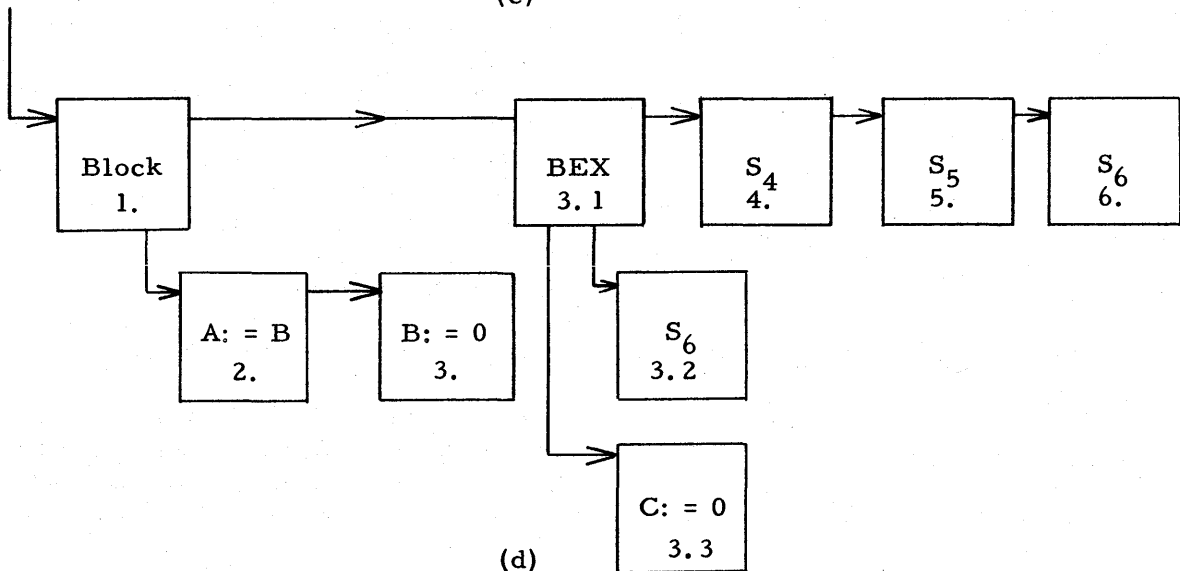 (c)
Block
1.
BEX
3. 1
S4
4.
S5
5.
S6
6.
A: = B
2.
B: = 0
3.
S6
3. 2
C: = 0
3. 3
(d)